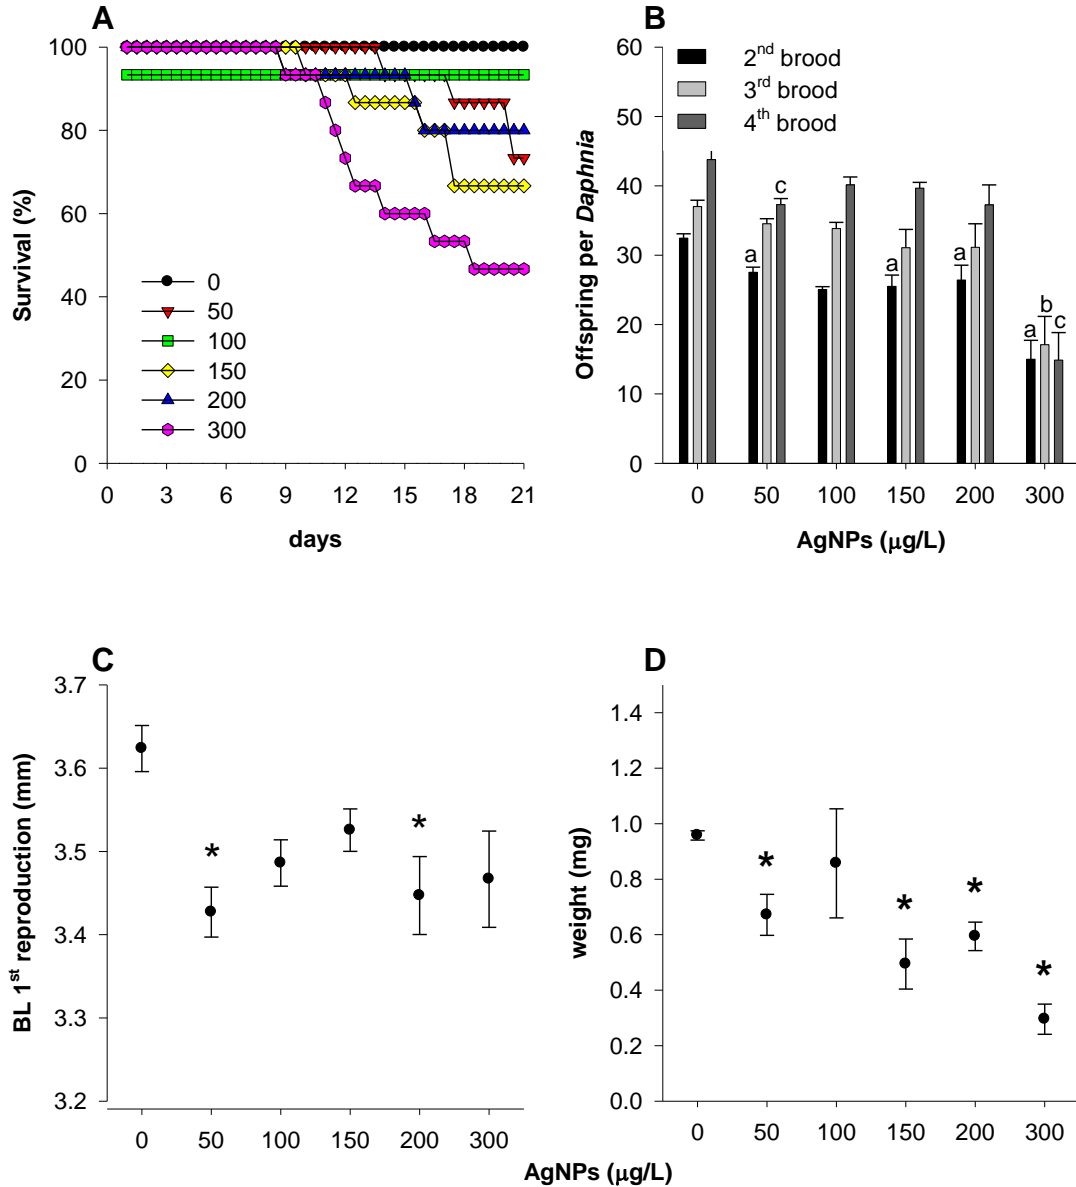 A
100
80
60
40
20
0
Survival (%)
0
50
100
150
200
300
0 3 6 9 12 15 18 21
days
B
60
50
40
30
20
10
0
Offspring per Daphnia
2nd brood
3rd brood
4th brood
a c a a a b c
0 50 100 150 200 300
AgNPs (μg/L)
C
3.7
3.6
3.5
3.4
3.3
3.2
BL 1st reproduction (mm)
* *
0 50 100 150 200 300
D
1.4
1.2
1.0
0.8
0.6
0.4
0.2
0.0
weight (mg)
* * * *
0 50 100 150 200 300
AgNPs (μg/L)